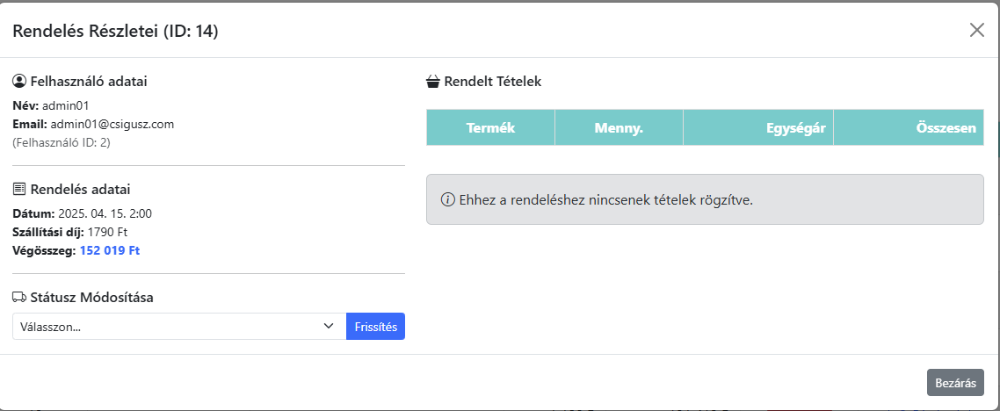 Rendelés Részletei (ID: 14)
Felhasználó adatai
Név: admin01
Email: admin01@csigusz.com
(Felhasználó ID: 2)
Rendelés adatai
Dátum: 2025. 04. 15. 2:00
Szállítási díj: 1790 Ft
Végösszeg: 152 019 Ft
Státusz Módosítása
Válasszon...
Frissítés
Rendelt Tételek
Termék Menny. Egységár Összesen
Ehhez a rendeléshez nincsenek tételek rögzítve.
Bezárás